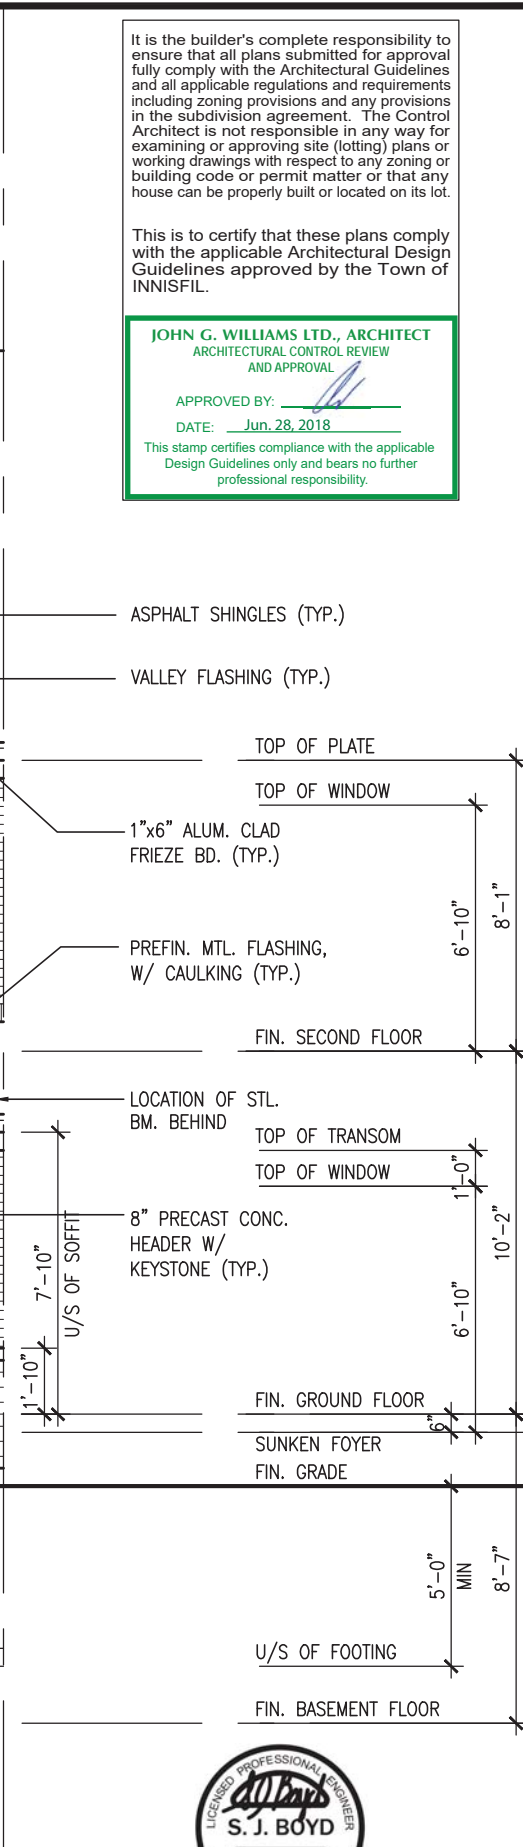 It is the builder's complete responsibility to
ensure that all plans submitted for approval
fully comply with the Architectural Guidelines
and all applicable regulations and requirements
including zoning provisions and any provisions
in the subdivision agreement. The Control
Architect is not responsible in any way for
examining or approving site (lotting) plans or
working drawings with respect to any zoning or
building code or permit matter or that any
house can be properly built or located on its lot.
This is to certify that these plans comply
with the applicable Architectural Design
Guidelines approved by the Town of
INNISFIL.
JOHN G. WILLIAMS LTD., ARCHITECT
ARCHITECTURAL CONTROL REVIEW
AND APPROVAL
APPROVED BY:
DATE: Jun. 28, 2018
This stamp certifies compliance with the applicable
Design Guidelines only and bears no further
professional responsibility.
ASPHALT SHINGLES (TYP.)
VALLEY FLASHING (TYP.)
TOP OF PLATE
TOP OF WINDOW
1"x6" ALUM. CLAD
FRIEZE BD. (TYP.)
6'-10"
8'-1"
PREFIN. MTL. FLASHING,
W/ CAULKING (TYP.)
FIN. SECOND FLOOR
LOCATION OF STL.
BM. BEHIND
TOP OF TRANSOM
TOP OF WINDOW
1'-0"
8" PRECAST CONC.
HEADER W/
KEYSTONE (TYP.)
10'-2"
7'-10"
U/S OF SOFFIT
6'-10"
1'-10"
FIN. GROUND FLOOR
6"
SUNKEN FOYER
FIN. GRADE
5'-0"
MIN
8'-7"
U/S OF FOOTING
FIN. BASEMENT FLOOR
LICENSED PROFESSIONAL ENGINEER
S. J. BOYD